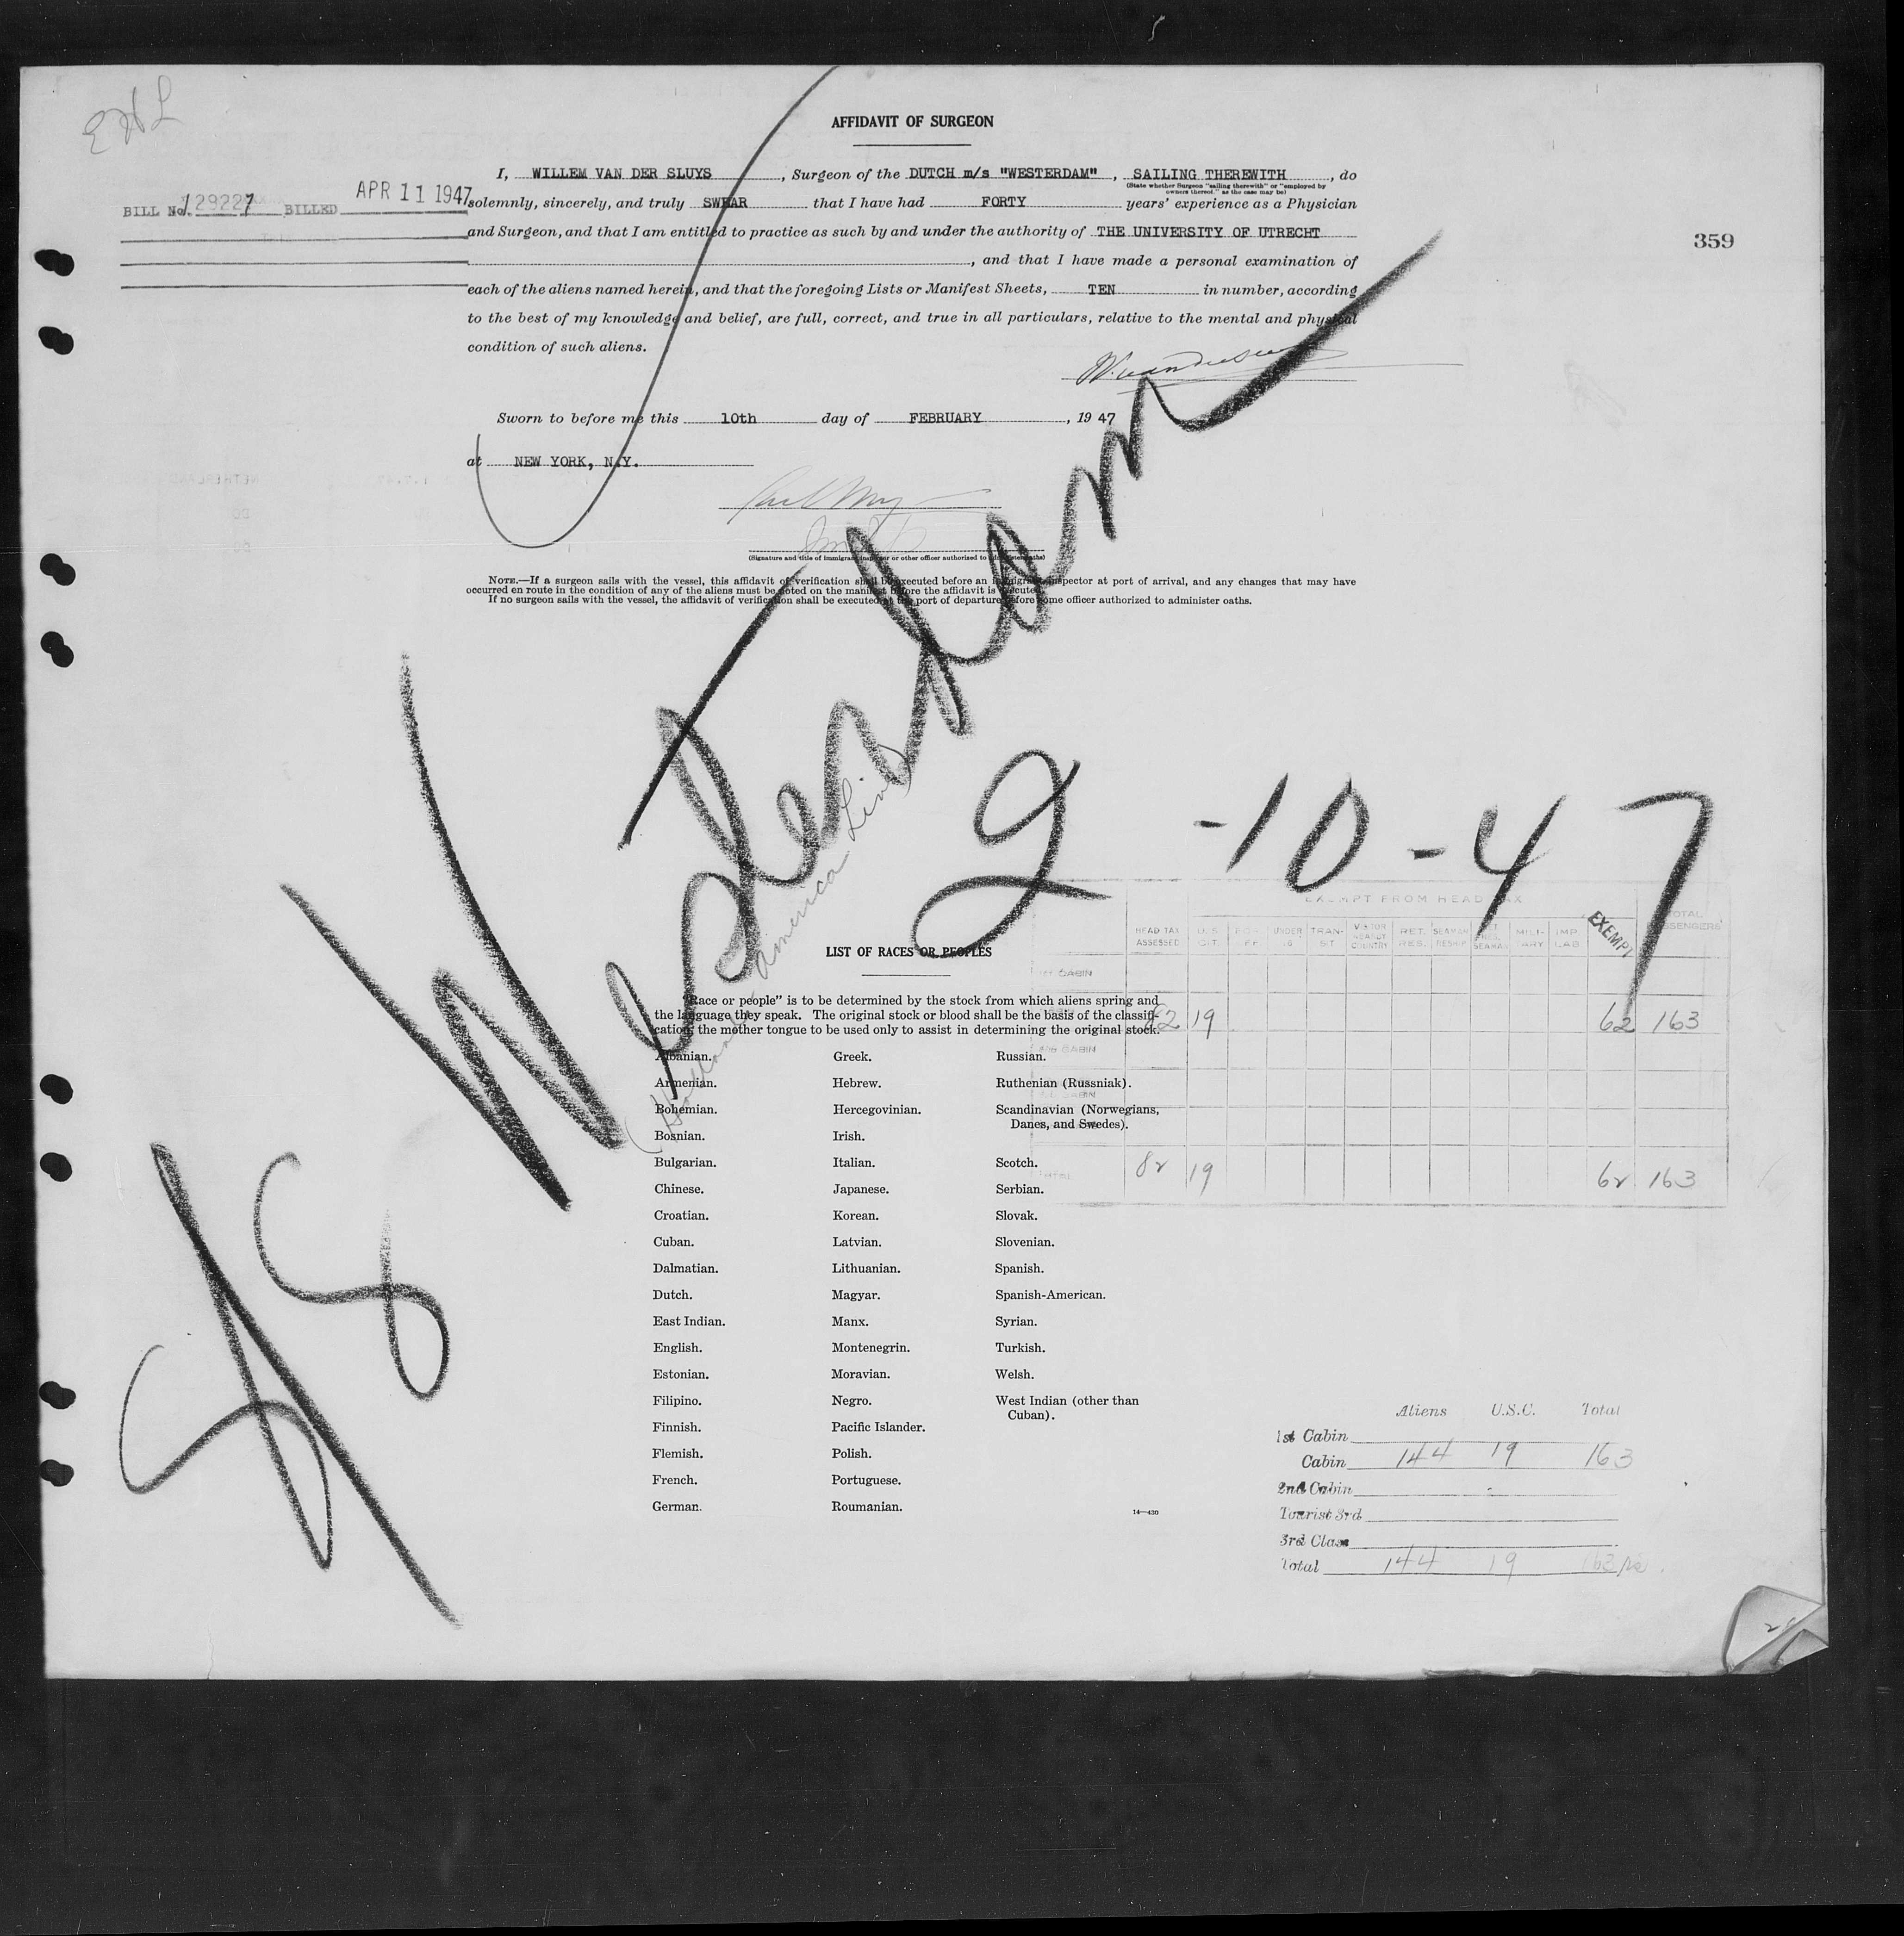 EHL
AFFIDAVIT OF SURGEON
I, WILLEM VAN DER SLUYS, Surgeon of the DUTCH m/s "WESTERDAM", SAILING THEREWITH, do
(State whether Surgeon "sailing therewith" or "employed by
owners thereof," as the case may be)
BILL No. 129227 BILLED APR 11 1947
solemnly, sincerely, and truly SWEAR that I have had FORTY years' experience as a Physician
and Surgeon, and that I am entitled to practice as such by and under the authority of THE UNIVERSITY OF UTRECHT
359
, and that I have made a personal examination of
each of the aliens named herein, and that the foregoing Lists or Manifest Sheets, TEN in number, according
to the best of my knowledge and belief, are full, correct, and true in all particulars, relative to the mental and physical
condition of such aliens.
Sworn to before me this 10th day of FEBRUARY, 1947
at NEW YORK, N.Y.
(Signature and title of immigrant inspector or other officer authorized to administer oaths)
NOTE.—If a surgeon sails with the vessel, this affidavit of verification shall be executed before an immigrant inspector at port of arrival, and any changes that may have
occurred en route in the condition of any of the aliens must be noted on the manifest before the affidavit is executed.
If no surgeon sails with the vessel, the affidavit of verification shall be executed at the port of departure before some officer authorized to administer oaths.
S/S Westerdam
2-10-47
(Holland America Line)
EXEMPT FROM HEAD TAX
HEAD TAX ASSESSED
U.S. CIT.
UNDER 16
TRANSIT
VISITOR NEARBY COUNTRY
RET. RES.
SEAMAN RESHIP
MILITARY
IMP. LAB
EXEMPT
TOTAL PASSENGERS
82 19 62 163
82 19 62 163
LIST OF RACES OR PEOPLES
"Race or people" is to be determined by the stock from which aliens spring and
the language they speak. The original stock or blood shall be the basis of the classifi-
cation, the mother tongue to be used only to assist in determining the original stock.
Albanian. Greek. Russian.
Armenian. Hebrew. Ruthenian (Russniak).
Bohemian. Hercegovinian. Scandinavian (Norwegians,
Danes, and Swedes).
Bosnian. Irish.
Bulgarian. Italian. Scotch.
Chinese. Japanese. Serbian.
Croatian. Korean. Slovak.
Cuban. Latvian. Slovenian.
Dalmatian. Lithuanian. Spanish.
Dutch. Magyar. Spanish-American.
East Indian. Manx. Syrian.
English. Montenegrin. Turkish.
Estonian. Moravian. Welsh.
Filipino. Negro. West Indian (other than
Cuban).
Finnish. Pacific Islander.
Flemish. Polish.
French. Portuguese.
German. Roumanian.
14—430
Aliens U.S.C. Total
1st Cabin
Cabin 144 19 163
2nd Cabin
Tourist 3rd
3rd Class
Total 144 19 163